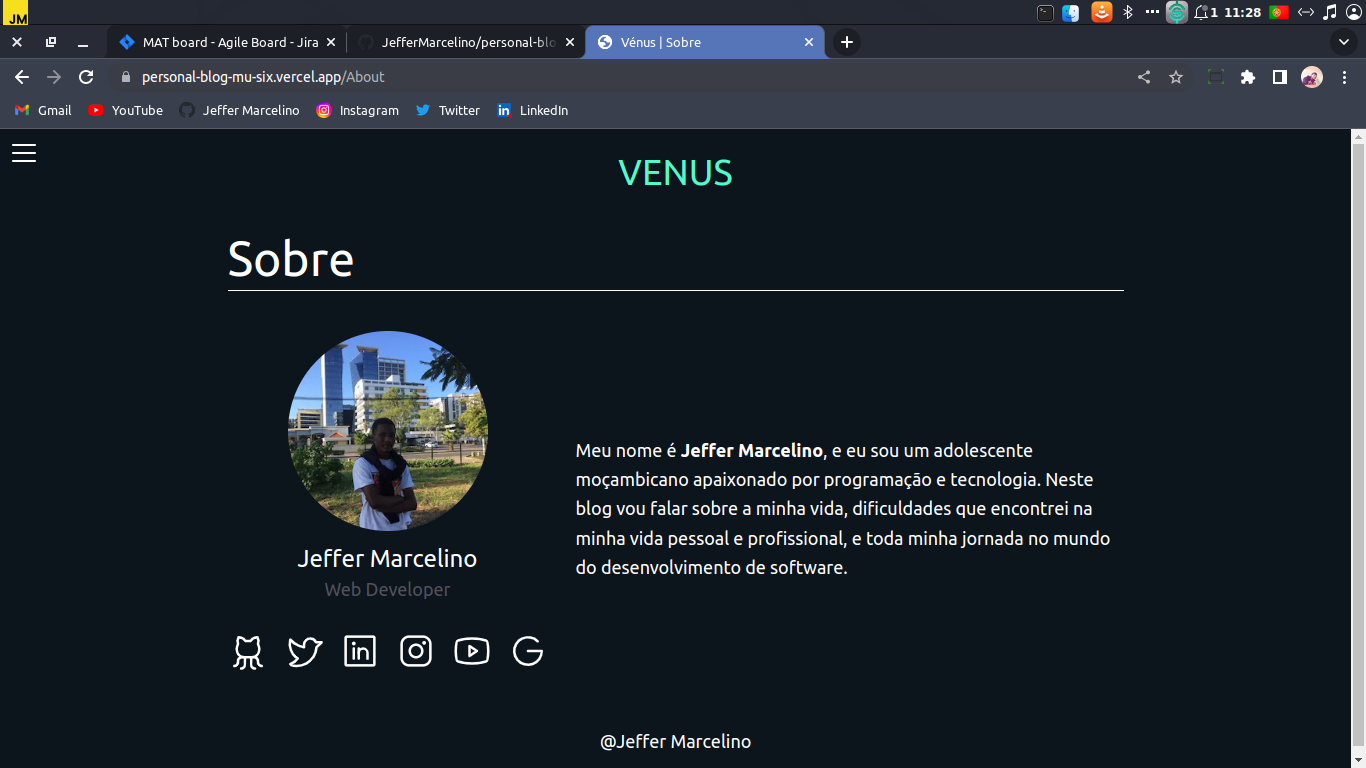 JM
1 11:28
MAT board - Agile Board - Jira
JefferMarcelino/personal-blo
Vénus | Sobre
personal-blog-mu-six.vercel.app/About
Gmail
YouTube
Jeffer Marcelino
Instagram
Twitter
LinkedIn
VENUS
Sobre
Jeffer Marcelino
Web Developer
Meu nome é Jeffer Marcelino, e eu sou um adolescente
moçambicano apaixonado por programação e tecnologia. Neste
blog vou falar sobre a minha vida, dificuldades que encontrei na
minha vida pessoal e profissional, e toda minha jornada no mundo
do desenvolvimento de software.
@Jeffer Marcelino